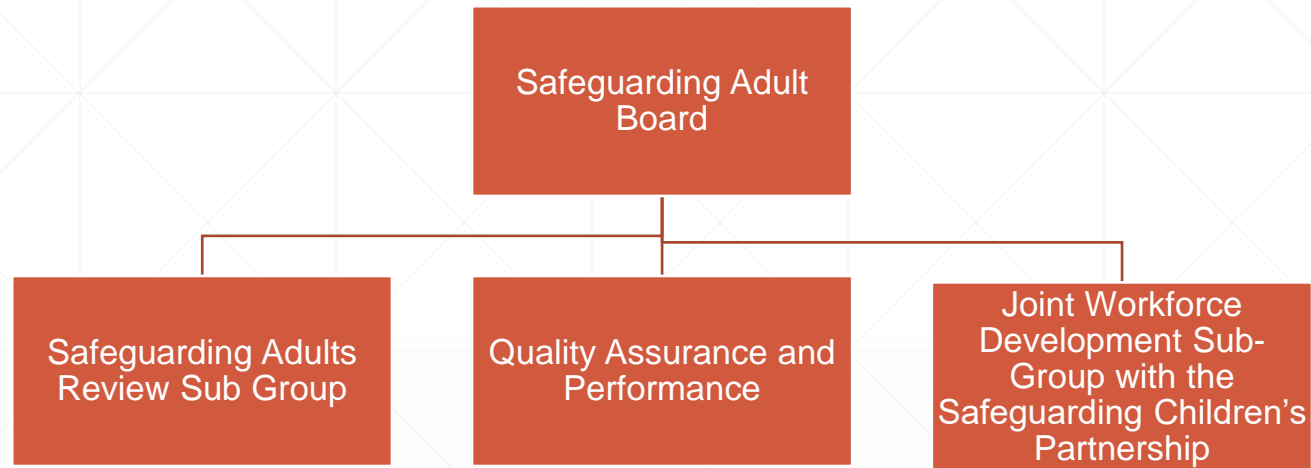 Safeguarding Adult
Board
Safeguarding Adults
Review Sub Group
Quality Assurance and
Performance
Joint Workforce
Development Sub-
Group with the
Safeguarding Children’s
Partnership